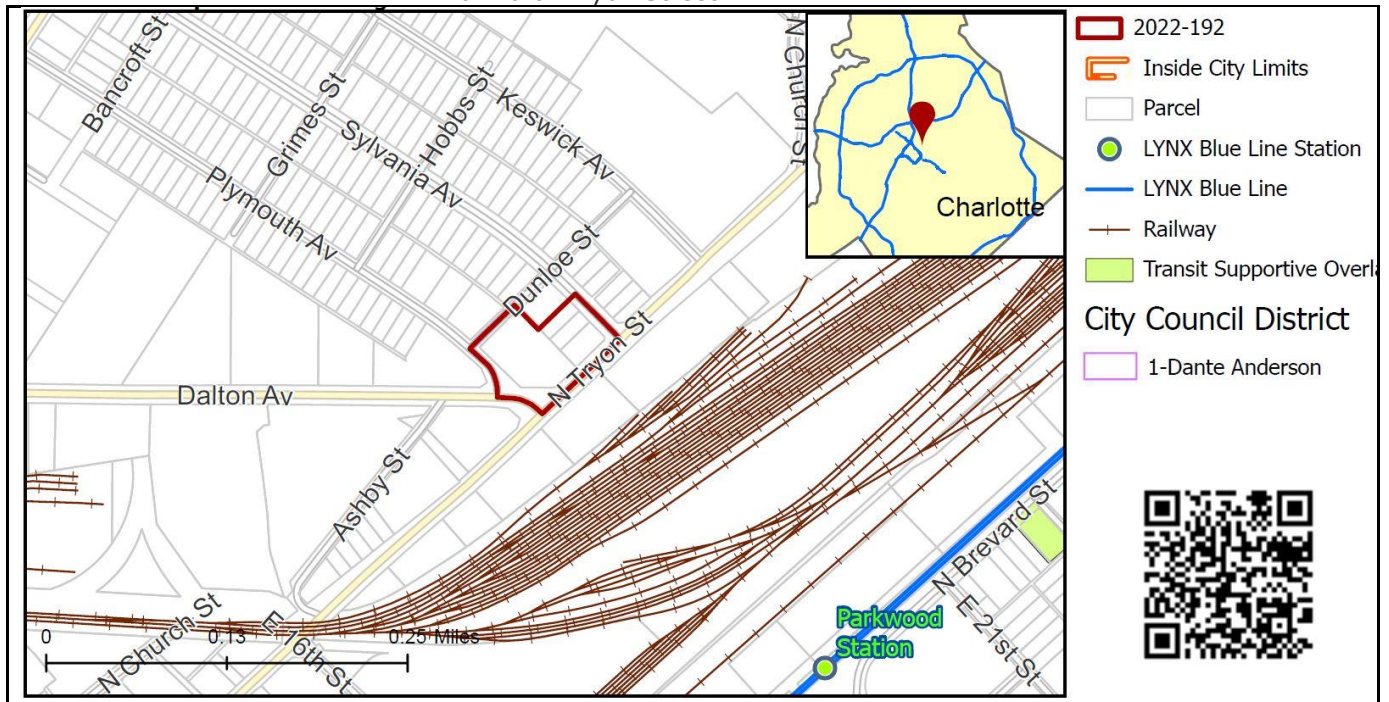 Bancroft St
Grimes St
Hobbs St
Keswick Av
Sylvania Av
Plymouth Av
Dunloe St
N Church St
N Tryon St
Dalton Av
Ashby St
N Church St
E 16th St
0 0.13 0.25 Miles
Parkwood
Station
N Brevard St
E 21st St
Charlotte
2022-192
Inside City Limits
Parcel
LYNX Blue Line Station
LYNX Blue Line
Railway
Transit Supportive Overla
City Council District
1-Dante Anderson